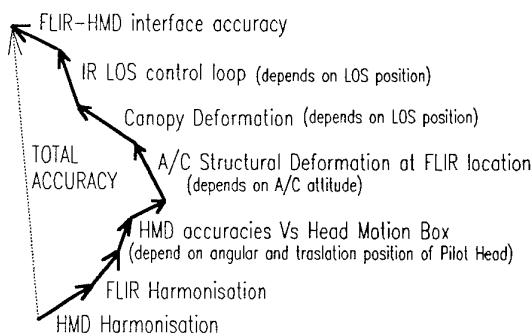 FLIR-HMD interface accuracy
IR LOS control loop (depends on LOS position)
Canopy Deformation (depends on LOS position)
TOTAL
ACCURACY
A/C Structural Deformation at FLIR location
(depends on A/C attitude)
HMD accuracies Vs Head Motion Box
(depend on angular and traslation position of Pilot Head)
FLIR Harmonisation
HMD Harmonisation